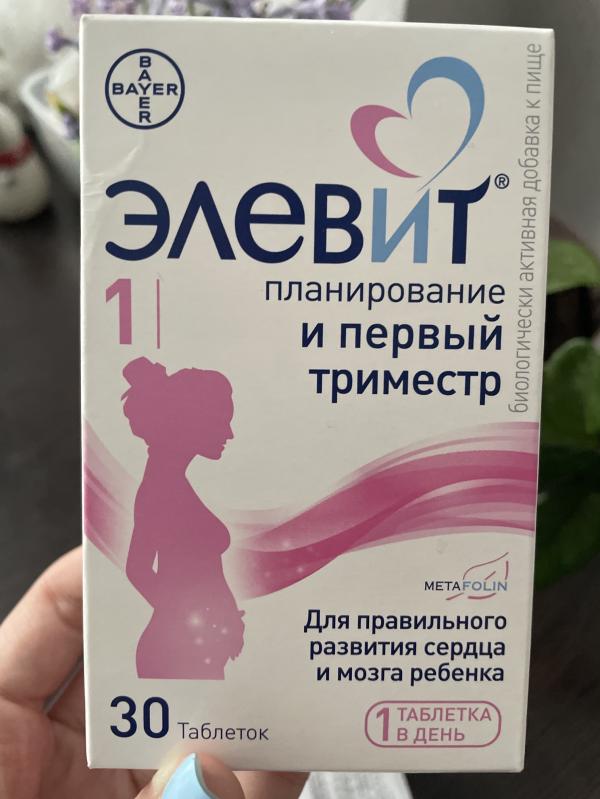 BAYER
BAYER
элевит®
1
планирование
и первый
триместр
биологически активная добавка к пище
METAFOLIN
Для правильного
развития сердца
и мозга ребенка
30 Таблеток
1 ТАБЛЕТКА
В ДЕНЬ